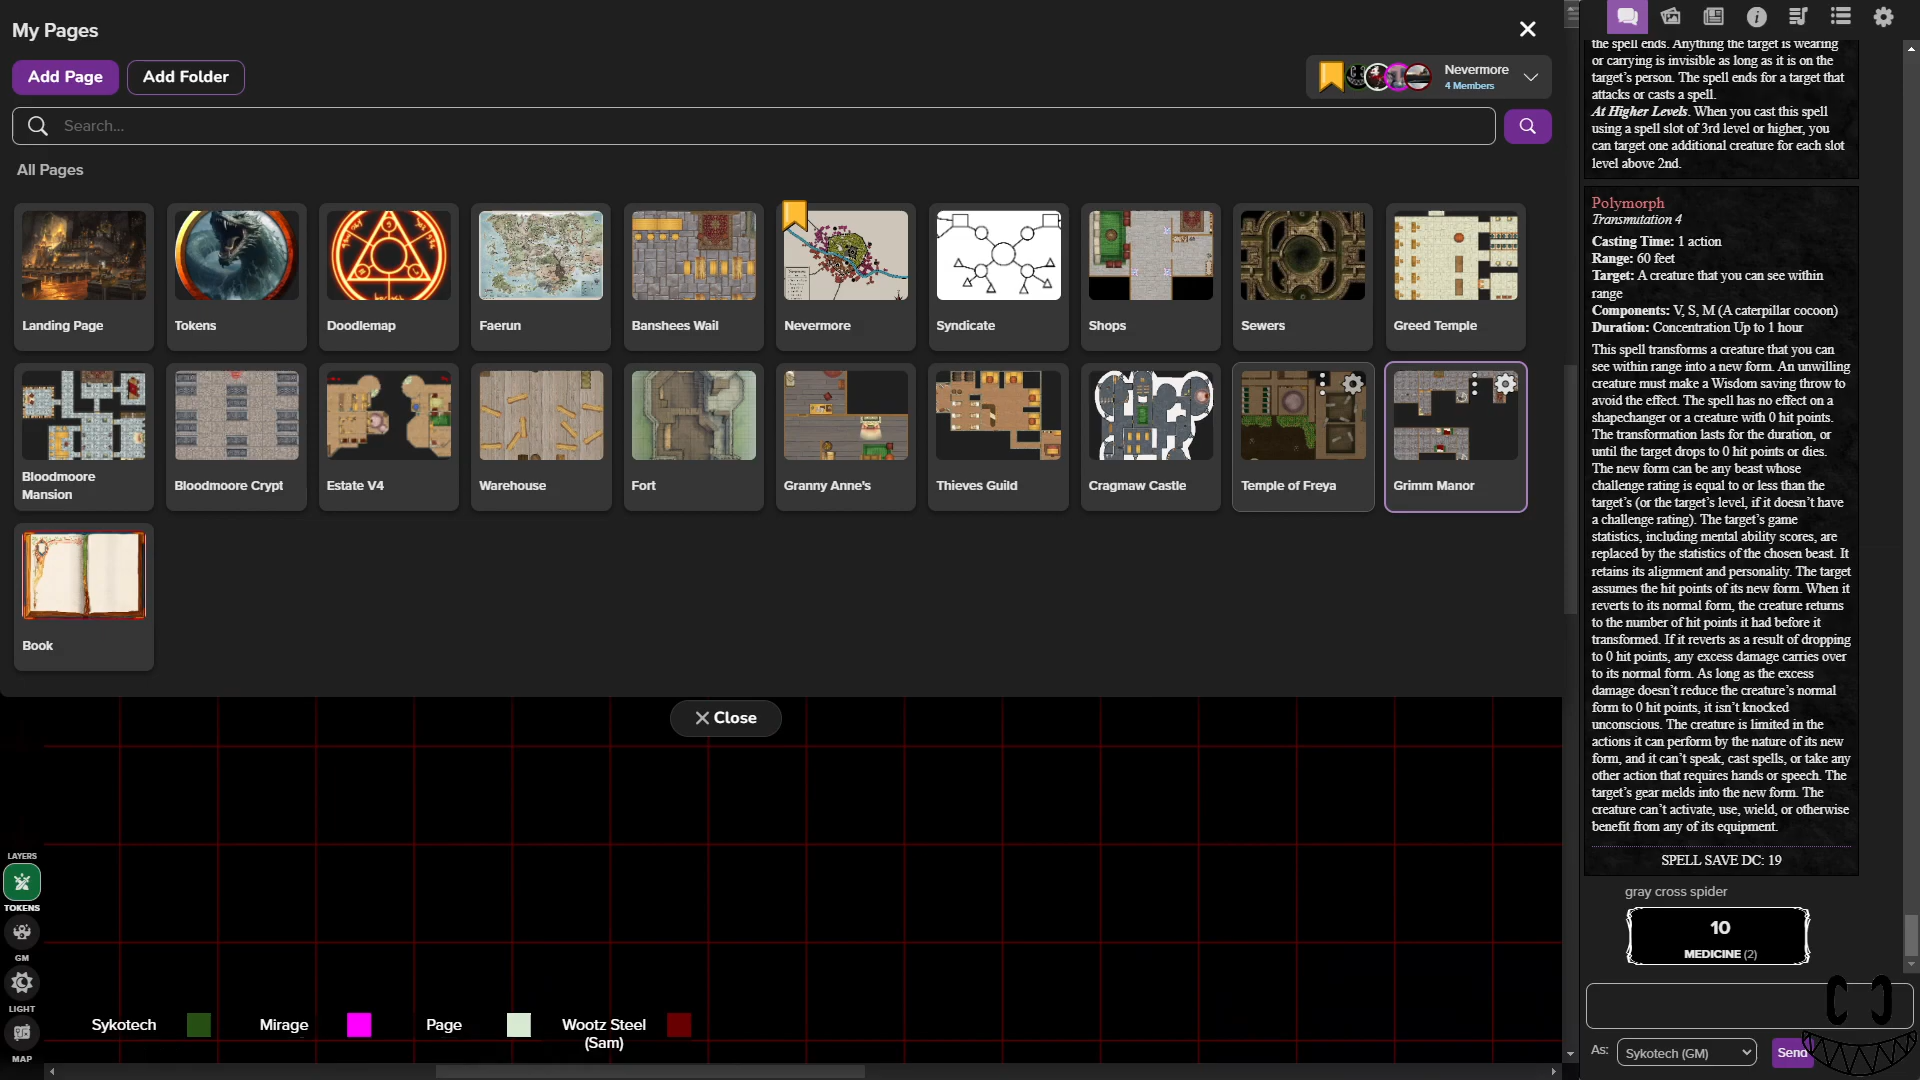 My Pages
Add Page
Add Folder
Nevermore
4 Members
Search...
All Pages
Landing Page
Tokens
Doodlemap
Faerun
Banshees Wail
Nevermore
Syndicate
Shops
Sewers
Greed Temple
Bloodmoore
Mansion
Bloodmoore Crypt
Estate V4
Warehouse
Fort
Granny Anne's
Thieves Guild
Cragmaw Castle
Temple of Freya
Grimm Manor
Book
Close
LAYERS
TOKENS
GM
LIGHT
MAP
Sykotech
Mirage
Page
Wootz Steel
(Sam)
the spell ends. Anything the target is wearing
or carrying is invisible as long as it is on the
target's person. The spell ends for a target that
attacks or casts a spell.
At Higher Levels. When you cast this spell
using a spell slot of 3rd level or higher, you
can target one additional creature for each slot
level above 2nd.
Polymorph
Transmutation 4
Casting Time: 1 action
Range: 60 feet
Target: A creature that you can see within
range
Components: V, S, M (A caterpillar cocoon)
Duration: Concentration Up to 1 hour
This spell transforms a creature that you can
see within range into a new form. An unwilling
creature must make a Wisdom saving throw to
avoid the effect. The spell has no effect on a
shapechanger or a creature with 0 hit points.
The transformation lasts for the duration, or
until the target drops to 0 hit points or dies.
The new form can be any beast whose
challenge rating is equal to or less than the
target's (or the target's level, if it doesn't have
a challenge rating). The target's game
statistics, including mental ability scores, are
replaced by the statistics of the chosen beast. It
retains its alignment and personality. The target
assumes the hit points of its new form. When it
reverts to its normal form, the creature returns
to the number of hit points it had before it
transformed. If it reverts as a result of dropping
to 0 hit points, any excess damage carries over
to its normal form. As long as the excess
damage doesn't reduce the creature's normal
form to 0 hit points, it isn't knocked
unconscious. The creature is limited in the
actions it can perform by the nature of its new
form, and it can't speak, cast spells, or take any
other action that requires hands or speech. The
target's gear melds into the new form. The
creature can't activate, use, wield, or otherwise
benefit from any of its equipment.
SPELL SAVE DC: 19
gray cross spider
10
MEDICINE (2)
As:
Sykotech (GM)
Send